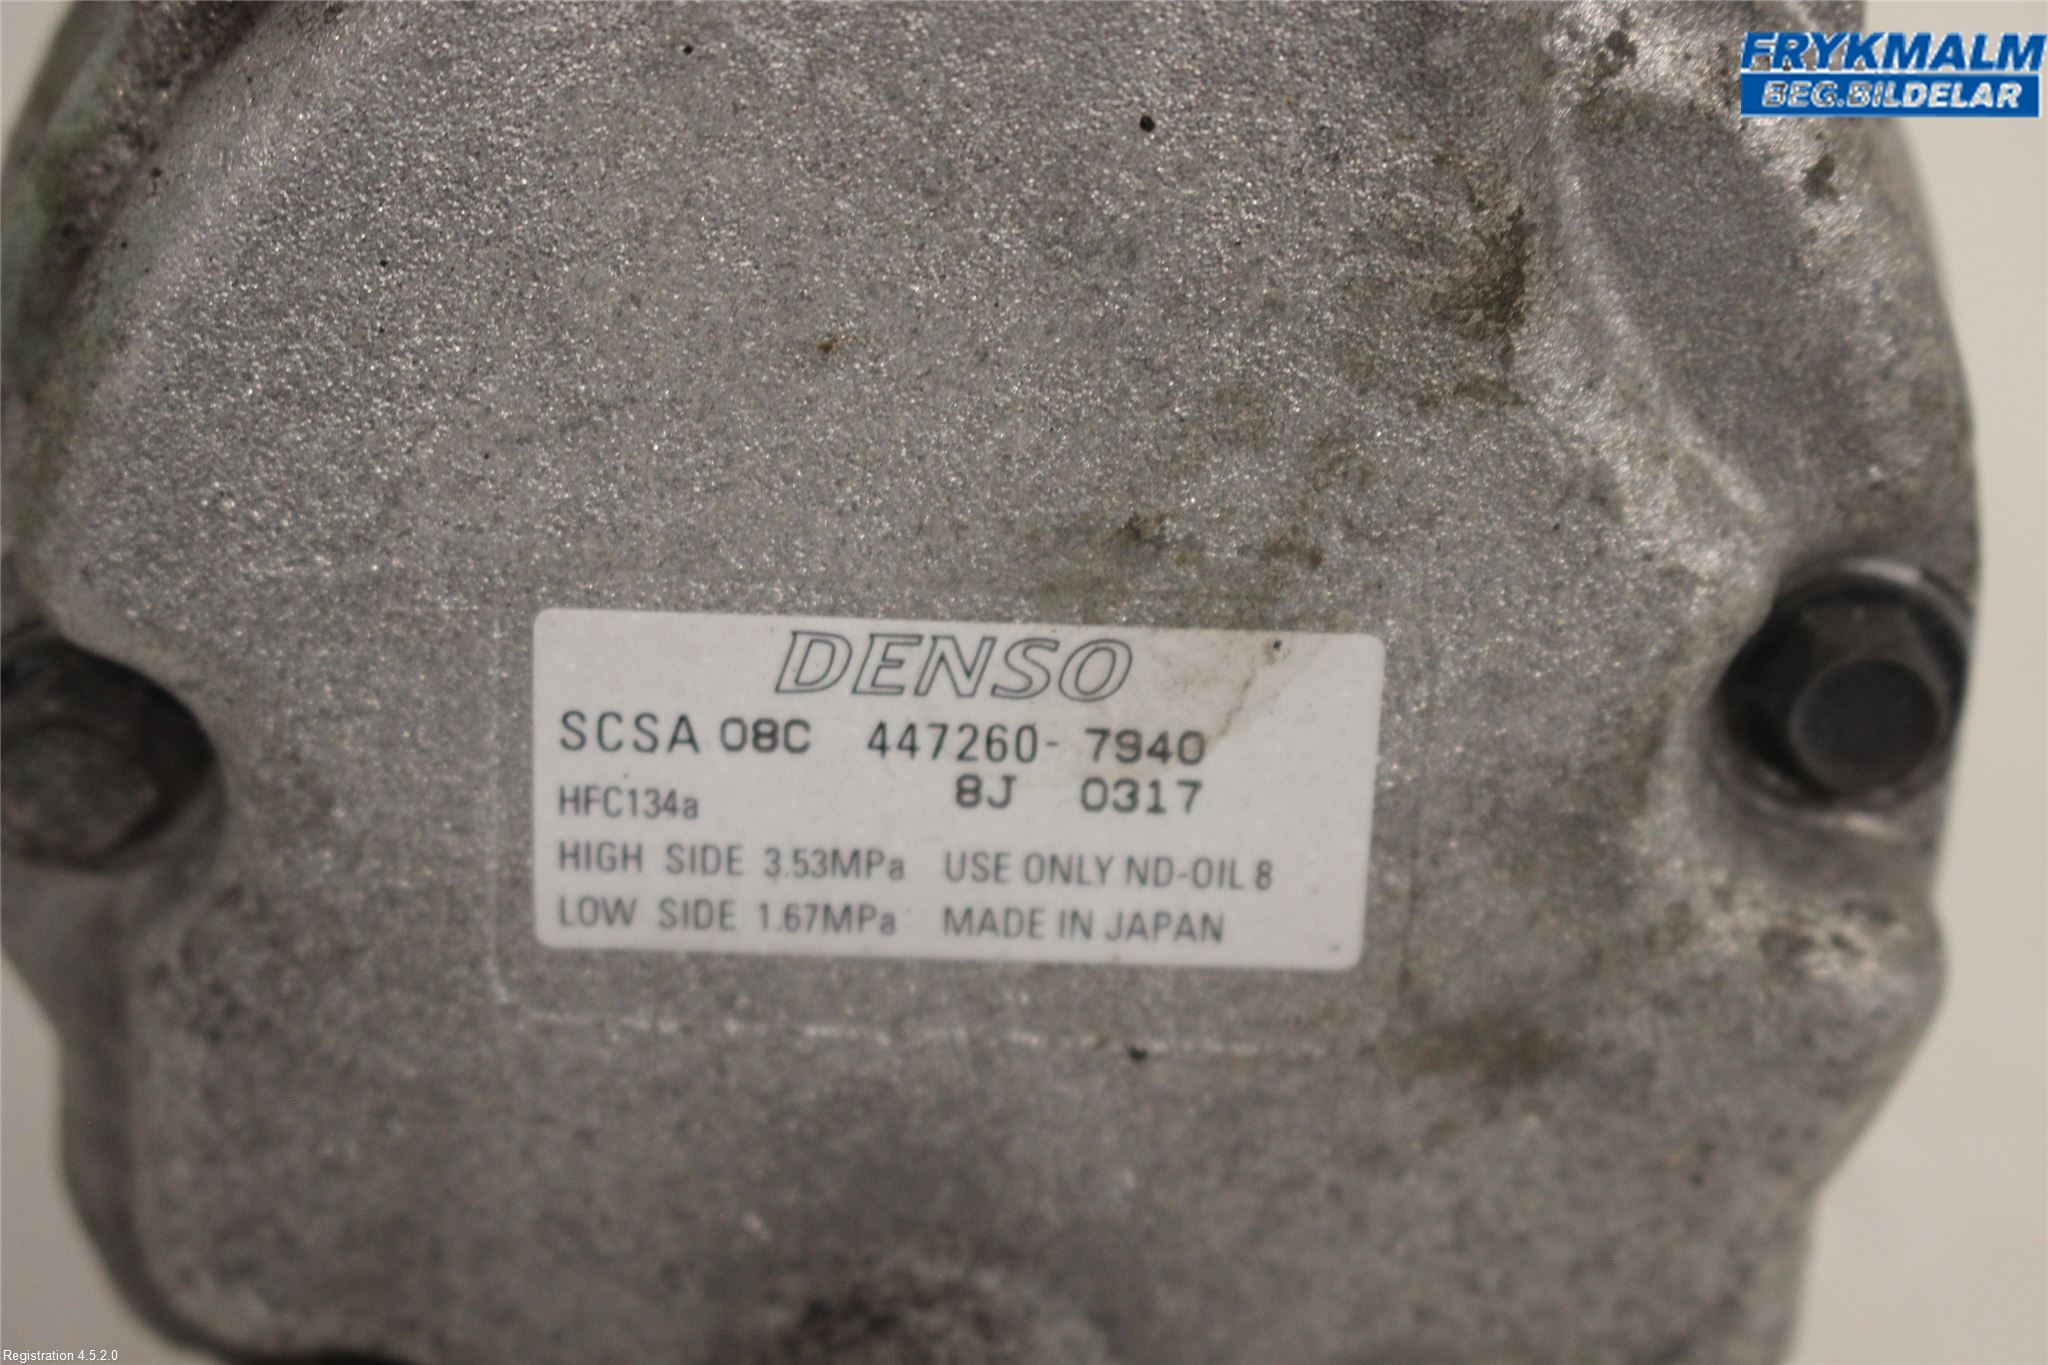 FRYKMALM
BEG.BILDELAR
DENSO
SCSA 08C 447260- 7940
HFC134a 8J 0317
HIGH SIDE 3.53MPa USE ONLY ND-OIL 8
LOW SIDE 1.67MPa MADE IN JAPAN
Registration 4.5.2.0